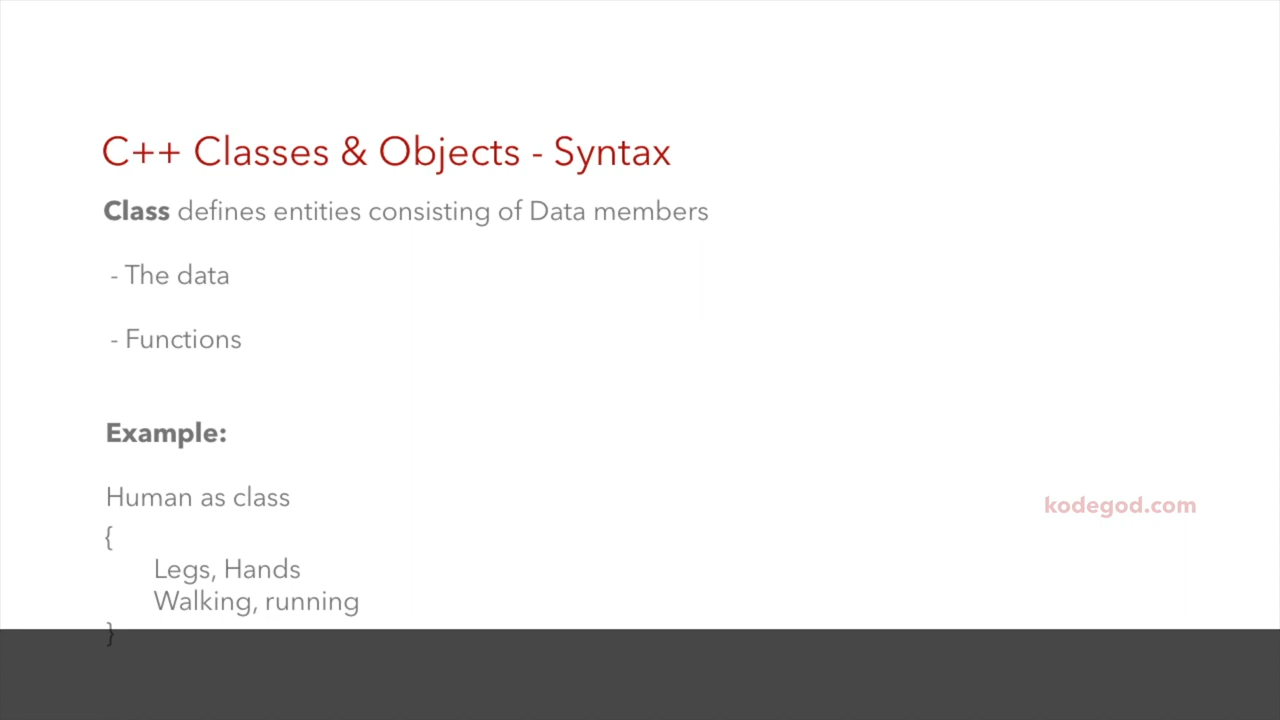 C++ Classes & Objects - Syntax
Class defines entities consisting of Data members
- The data
- Functions
Example:
Human as class
{
Legs, Hands
Walking, running
}
kodegod.com